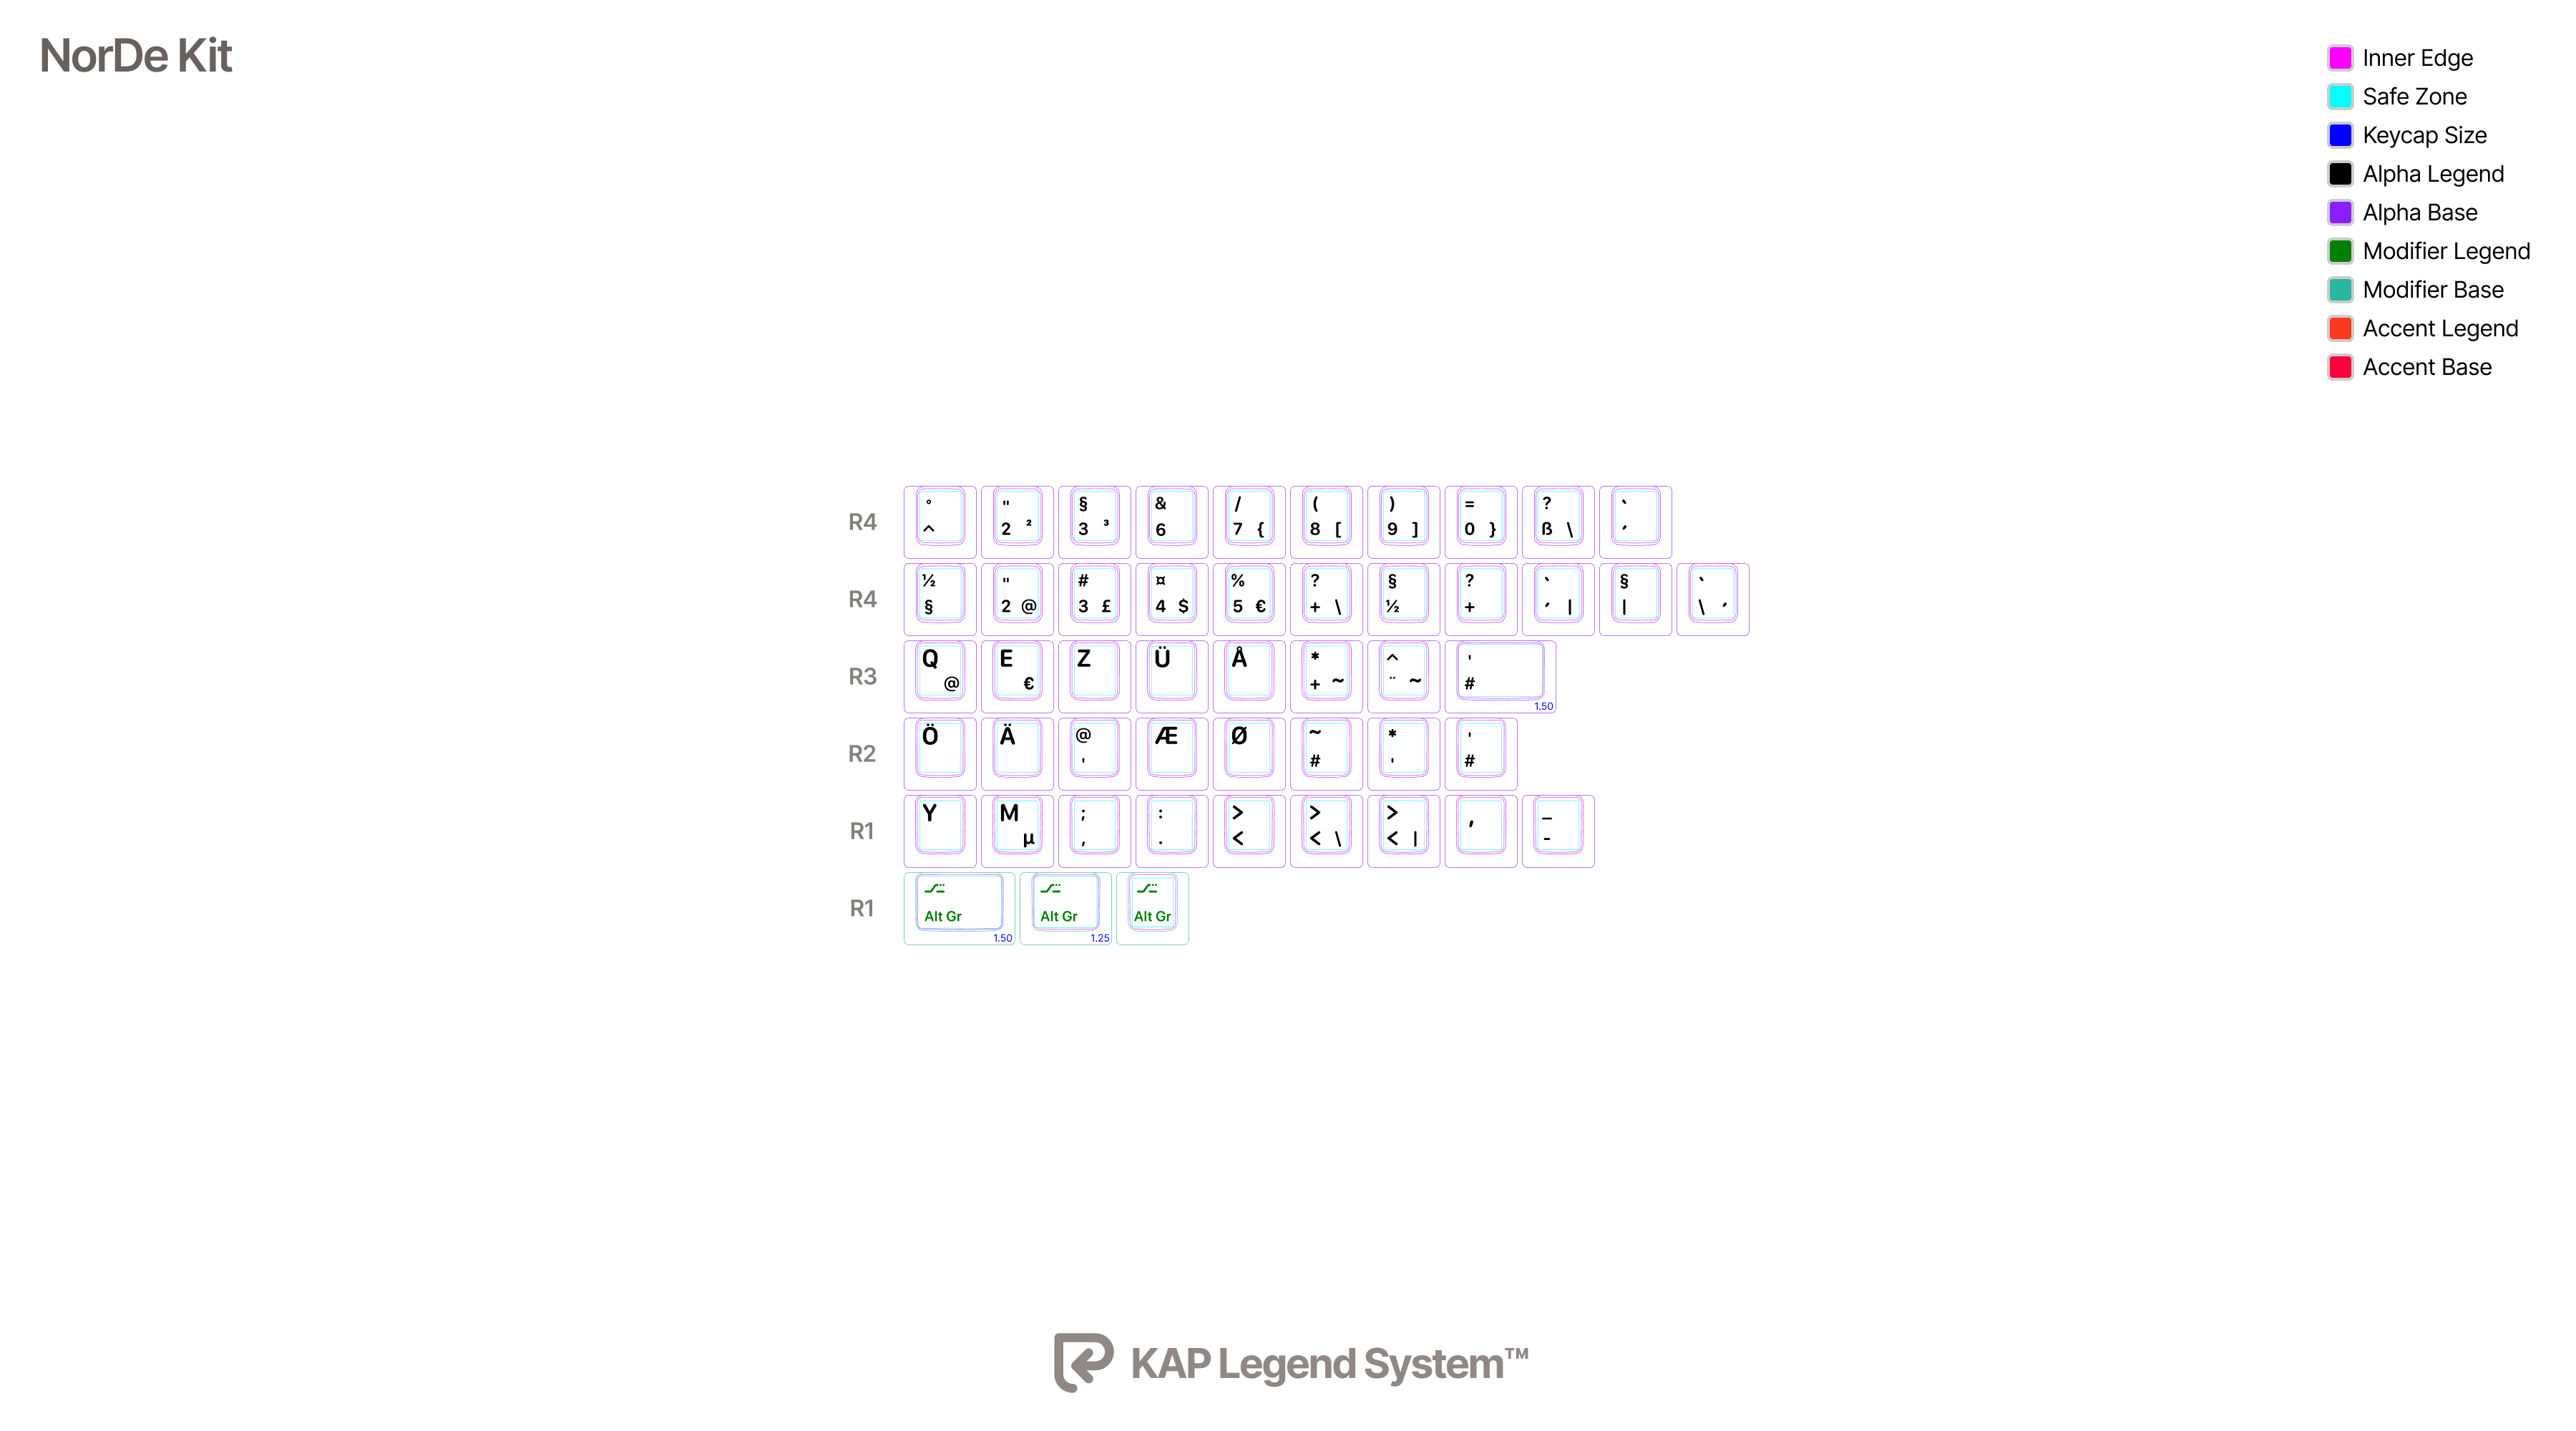 NorDe Kit
Inner Edge
Safe Zone
Keycap Size
Alpha Legend
Alpha Base
Modifier Legend
Modifier Base
Accent Legend
Accent Base
R4
° " § & / ( ) = ? `
^ 2 ² 3 ³ 6 7 { 8 [ 9 ] 0 } ß \ ´
R4
½ " # ¤ % ? § ? ` § `
§ 2 @ 3 £ 4 $ 5 € + \ ½ + ´ | | \ ´
R3
Q E Z Ü Å * ^ '
@ € + ~ ¨ ~ #
1.50
R2
Ö Ä @ Æ Ø ~ * '
' # ' #
R1
Y M ; : > > > , _
µ , . < < \ < | -
R1
Alt Gr Alt Gr Alt Gr
1.50 1.25
KAP Legend System™